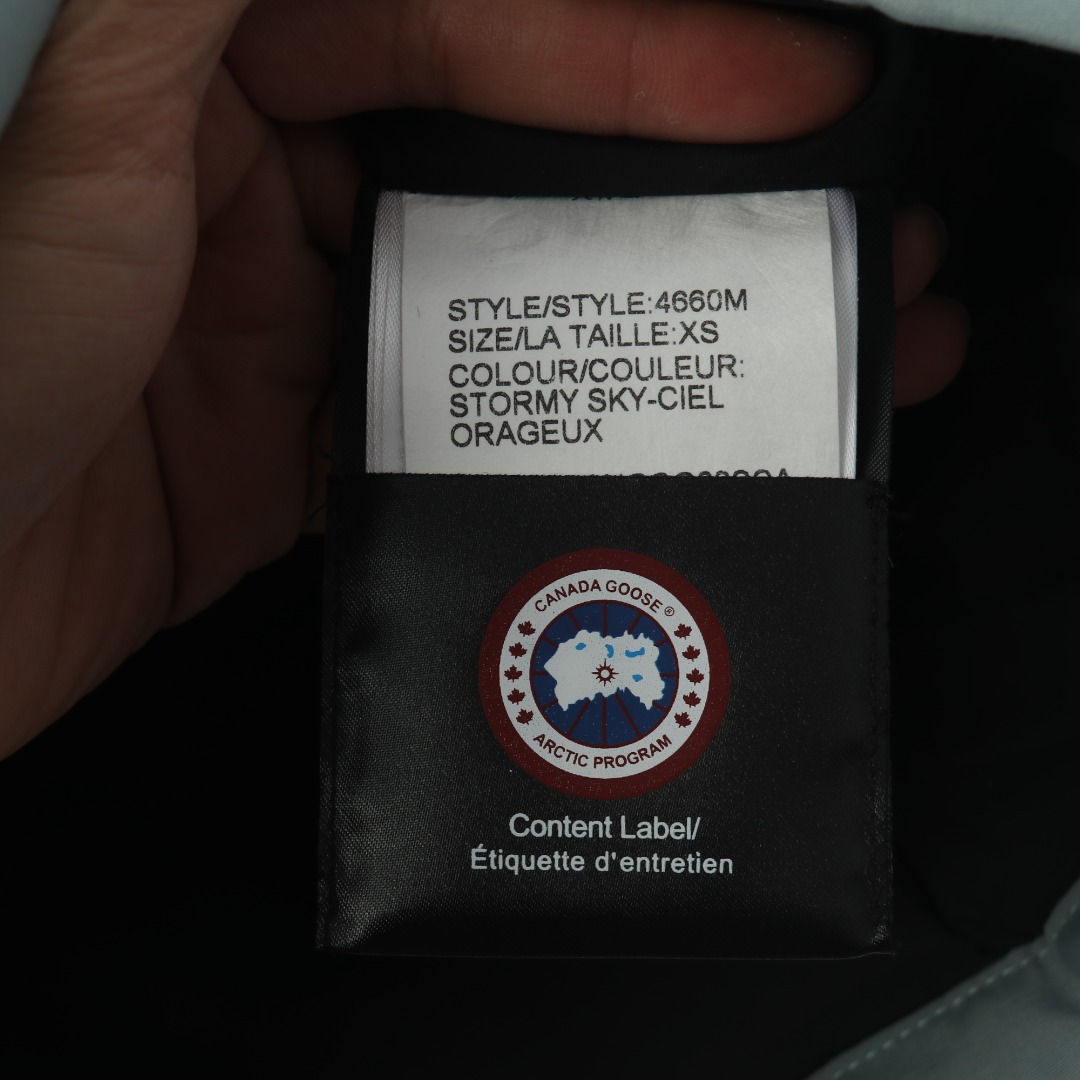 STYLE/STYLE:4660M
SIZE/LA TAILLE:XS
COLOUR/COULEUR:
STORMY SKY-CIEL
ORAGEUX
CANADA GOOSE®
ARCTIC PROGRAM
Content Label/
Étiquette d'entretien